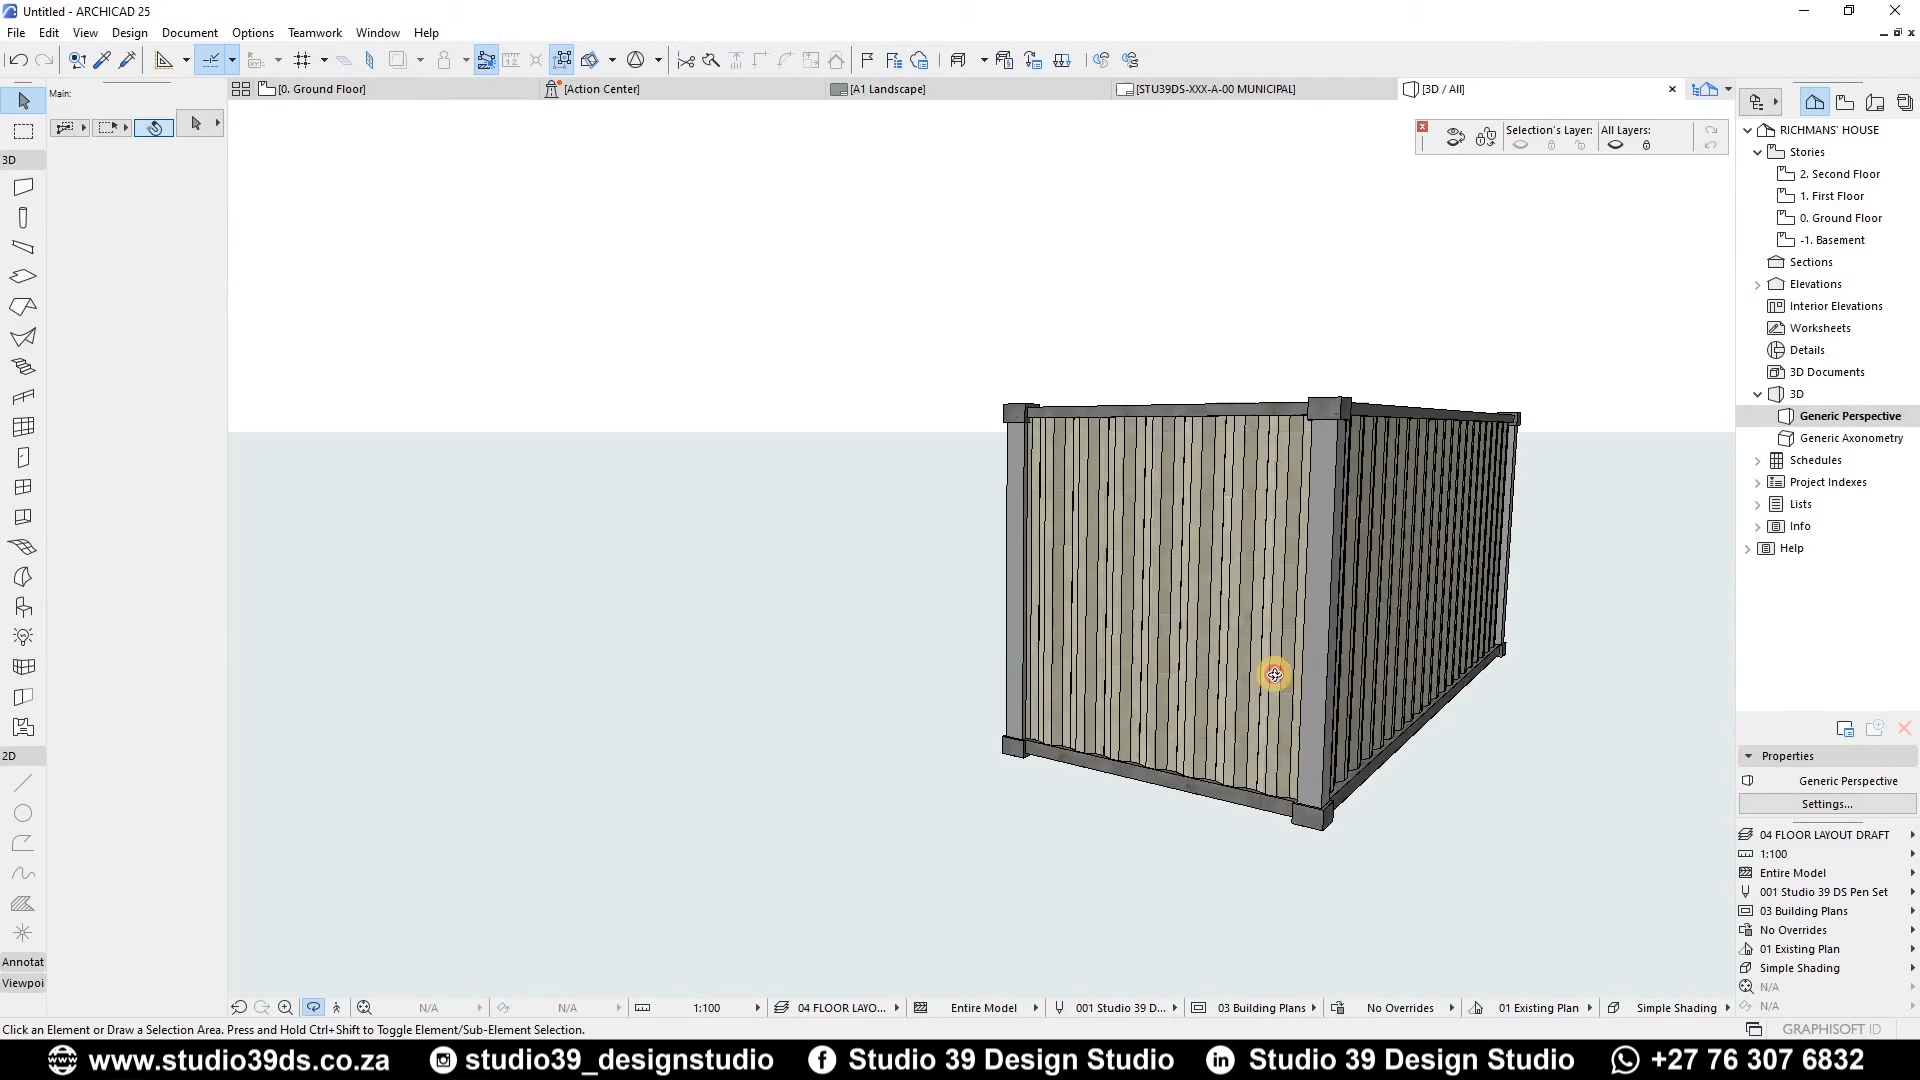 Untitled - ARCHICAD 25
File Edit View Design Document Options Teamwork Window Help
Main:
[0. Ground Floor]
[Action Center]
[A1 Landscape]
[STU39DS-XXX-A-00 MUNICIPAL]
[3D / All]
Selection's Layer: All Layers:
3D
2D
Annotat
Viewpoi
RICHMANS' HOUSE
Stories
2. Second Floor
1. First Floor
0. Ground Floor
-1. Basement
Sections
Elevations
Interior Elevations
Worksheets
Details
3D Documents
3D
Generic Perspective
Generic Axonometry
Schedules
Project Indexes
Lists
Info
Help
Properties
Generic Perspective
Settings...
04 FLOOR LAYOUT DRAFT
1:100
Entire Model
001 Studio 39 DS Pen Set
03 Building Plans
No Overrides
01 Existing Plan
Simple Shading
N/A
N/A
N/A N/A 1:100 04 FLOOR LAYO... Entire Model 001 Studio 39 D... 03 Building Plans No Overrides 01 Existing Plan Simple Shading
Click an Element or Draw a Selection Area. Press and Hold Ctrl+Shift to Toggle Element/Sub-Element Selection.
GRAPHISOFT ID
www.studio39ds.co.za studio39_designstudio Studio 39 Design Studio Studio 39 Design Studio +27 76 307 6832